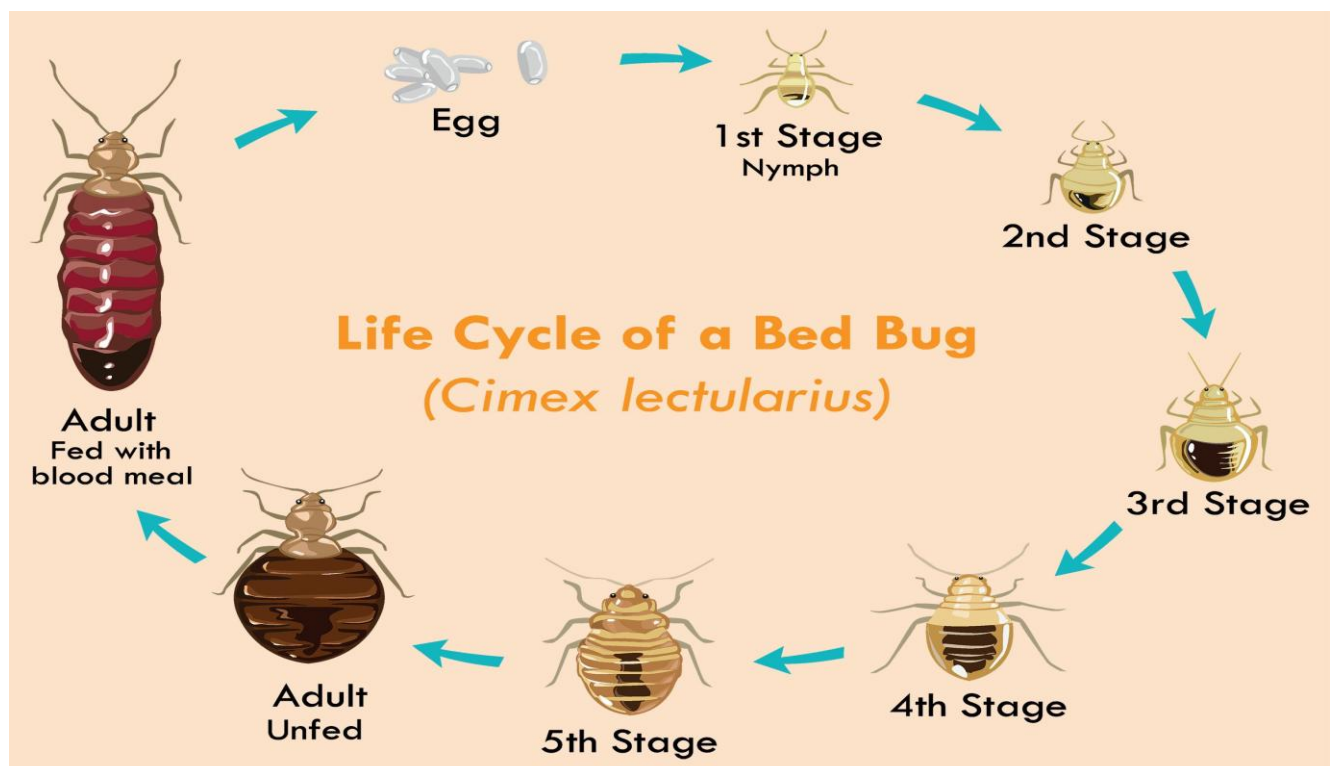 Life Cycle of a Bed Bug
(Cimex lectularius)
Egg
1st Stage
Nymph
2nd Stage
3rd Stage
4th Stage
5th Stage
Adult
Unfed
Adult
Fed with
blood meal